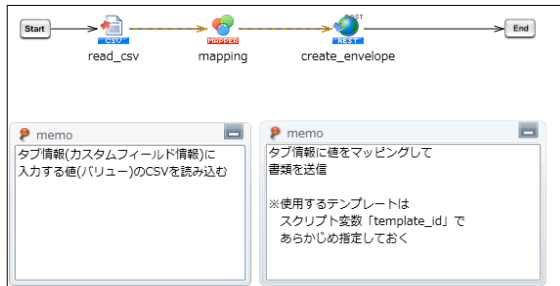 Start
CSV
MAPPER
POST
REST
End
read_csv
mapping
create_envelope
memo
タブ情報(カスタムフィールド情報)に
入力する値(バリュー)のCSVを読み込む
memo
タブ情報に値をマッピングして
書類を送信
※使用するテンプレートは
スクリプト変数「template_id」で
あらかじめ指定しておく